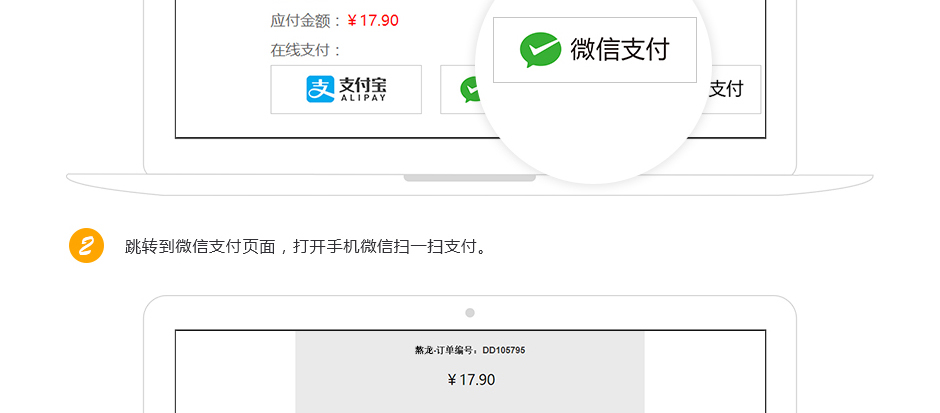 应付金额：￥17.90
在线支付：
支付宝
ALIPAY
微信支付
支付
2
跳转到微信支付页面，打开手机微信扫一扫支付。
蒸龙-订单编号：DD105795
￥17.90